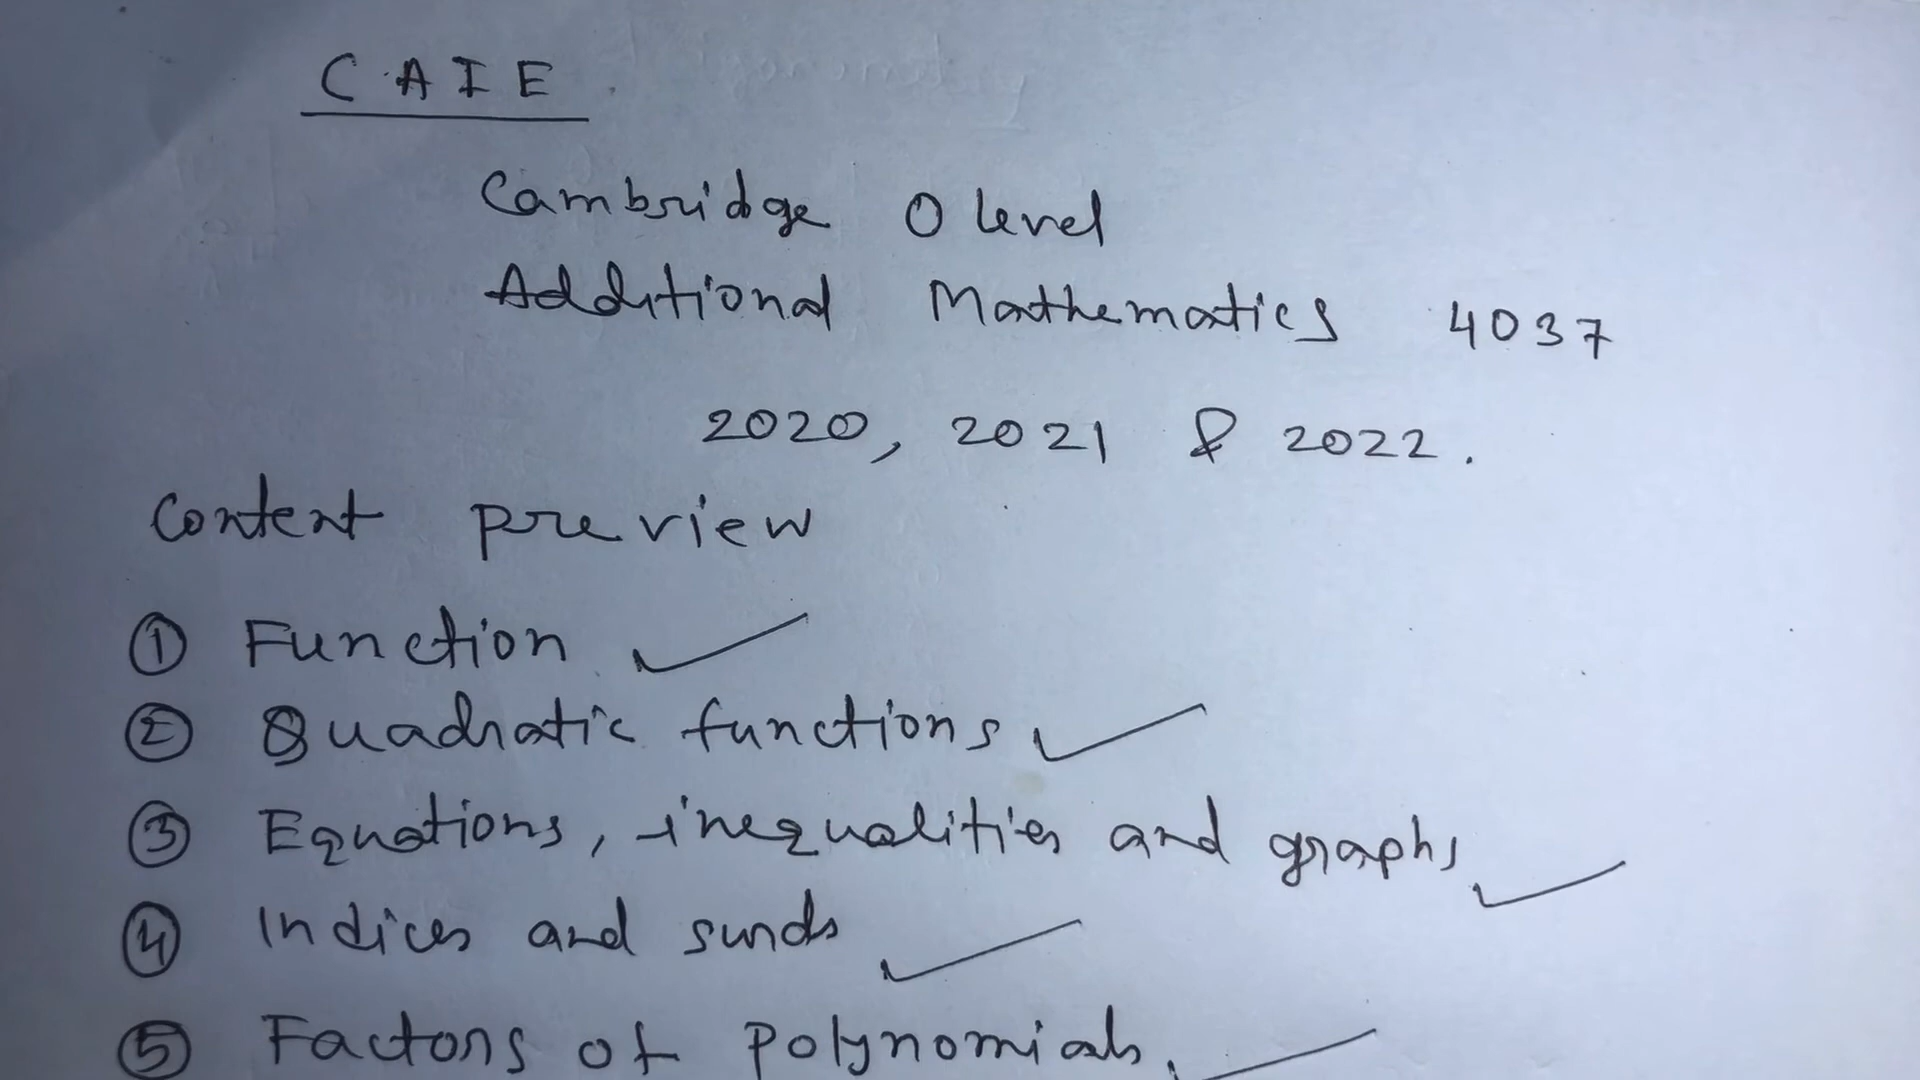 CAIE
Cambridge O level
Additional Mathematics 4037
2020, 2021 & 2022.
Content preview
① Function ✓
② Quadratic functions ✓
③ Equations, inequalities and graphs ✓
④ Indices and surds ✓
⑤ Factors of polynomials ✓